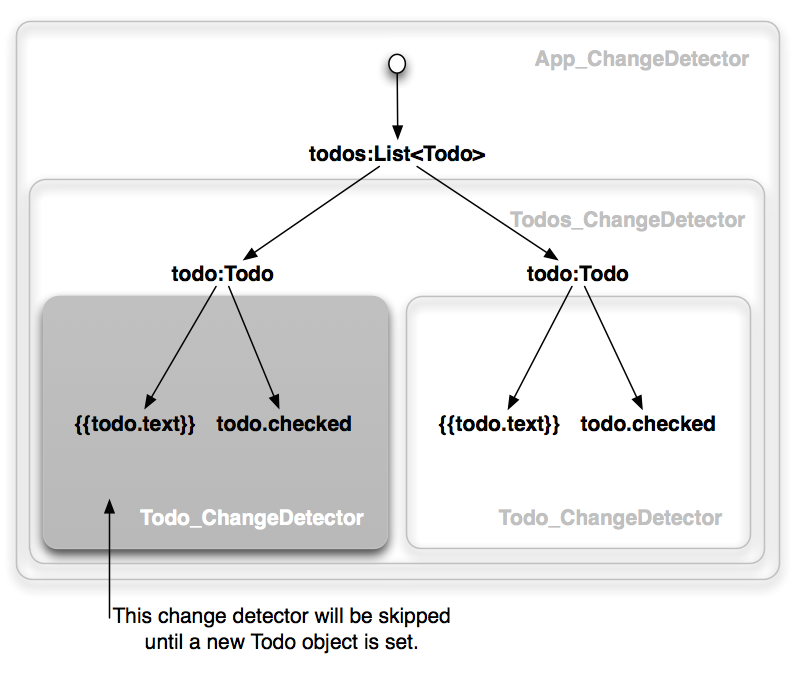 App_ChangeDetector
todos:List<Todo>
Todos_ChangeDetector
todo:Todo
todo:Todo
{{todo.text}} todo.checked
{{todo.text}} todo.checked
Todo_ChangeDetector
Todo_ChangeDetector
This change detector will be skipped
until a new Todo object is set.